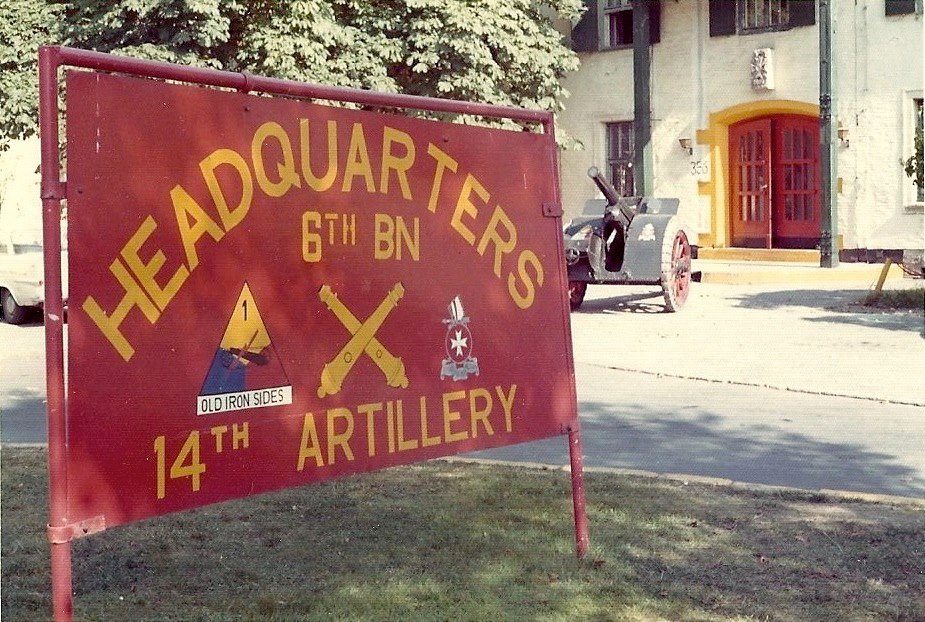 HEADQUARTERS
6TH BN
1
OLD IRON SIDES
14TH ARTILLERY